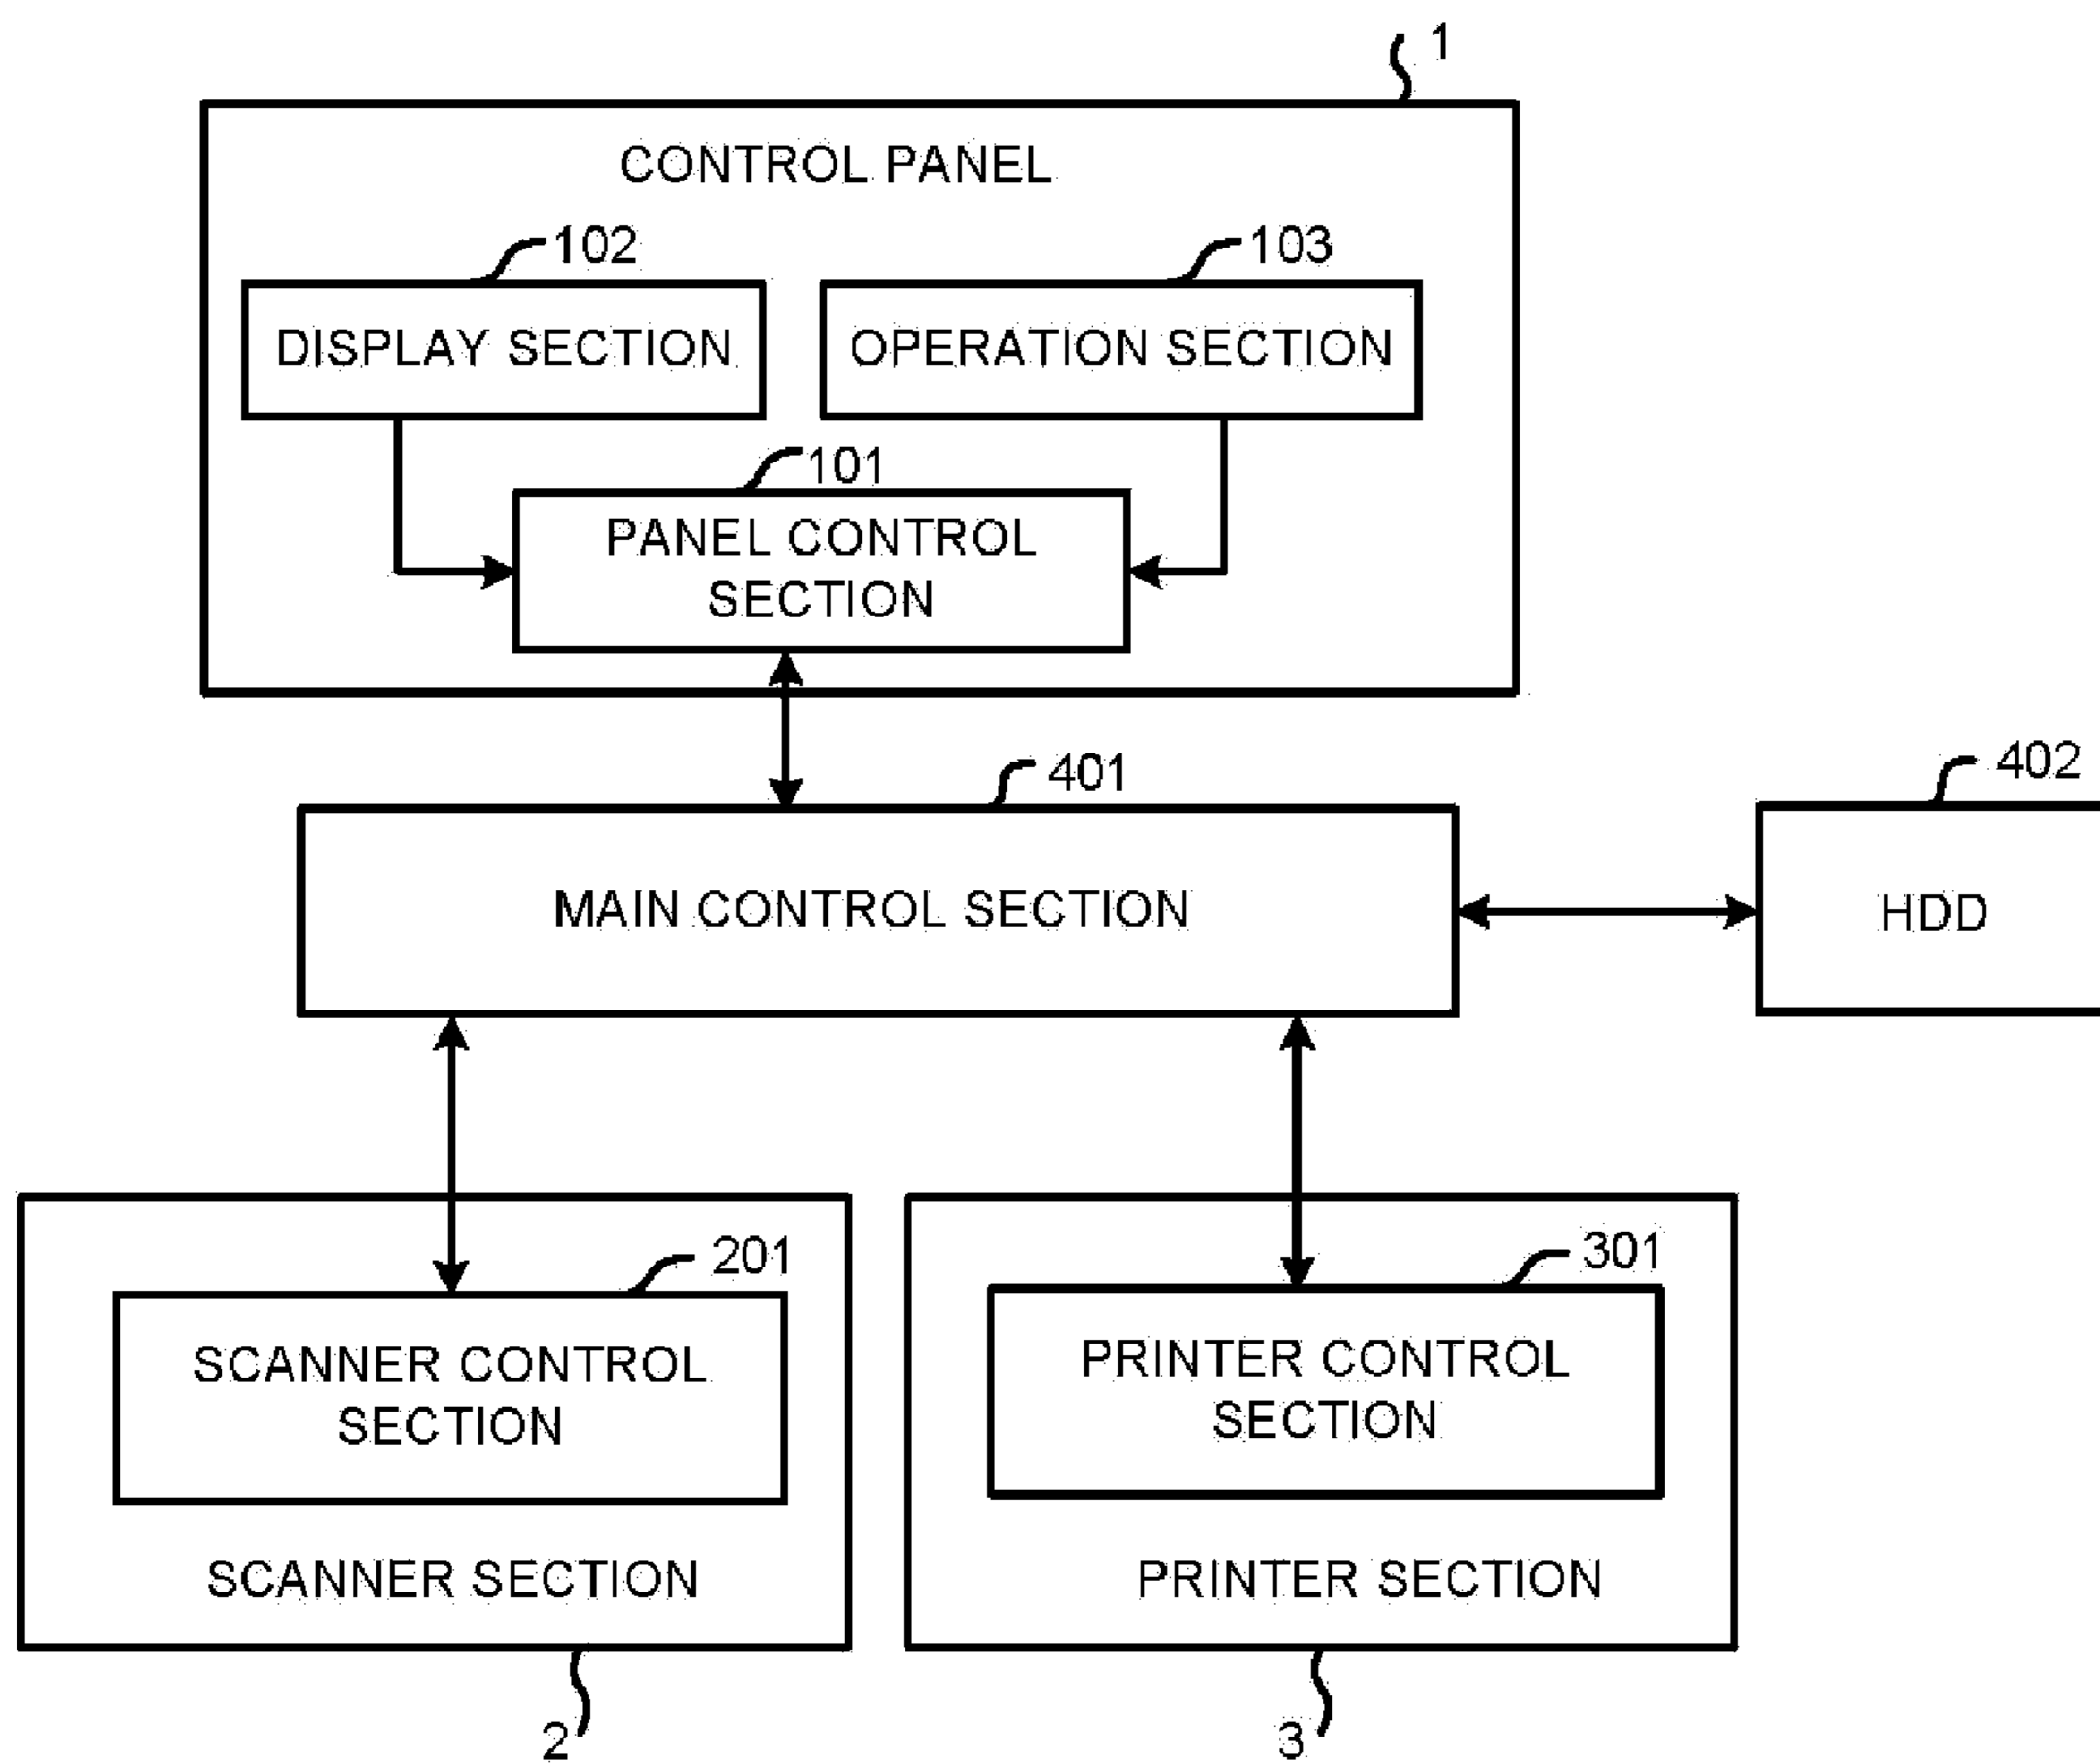 1
CONTROL PANEL
102
103
DISPLAY SECTION
OPERATION SECTION
101
PANEL CONTROL
SECTION
401
402
MAIN CONTROL SECTION
HDD
201
301
SCANNER CONTROL
SECTION
PRINTER CONTROL
SECTION
SCANNER SECTION
PRINTER SECTION
2
3